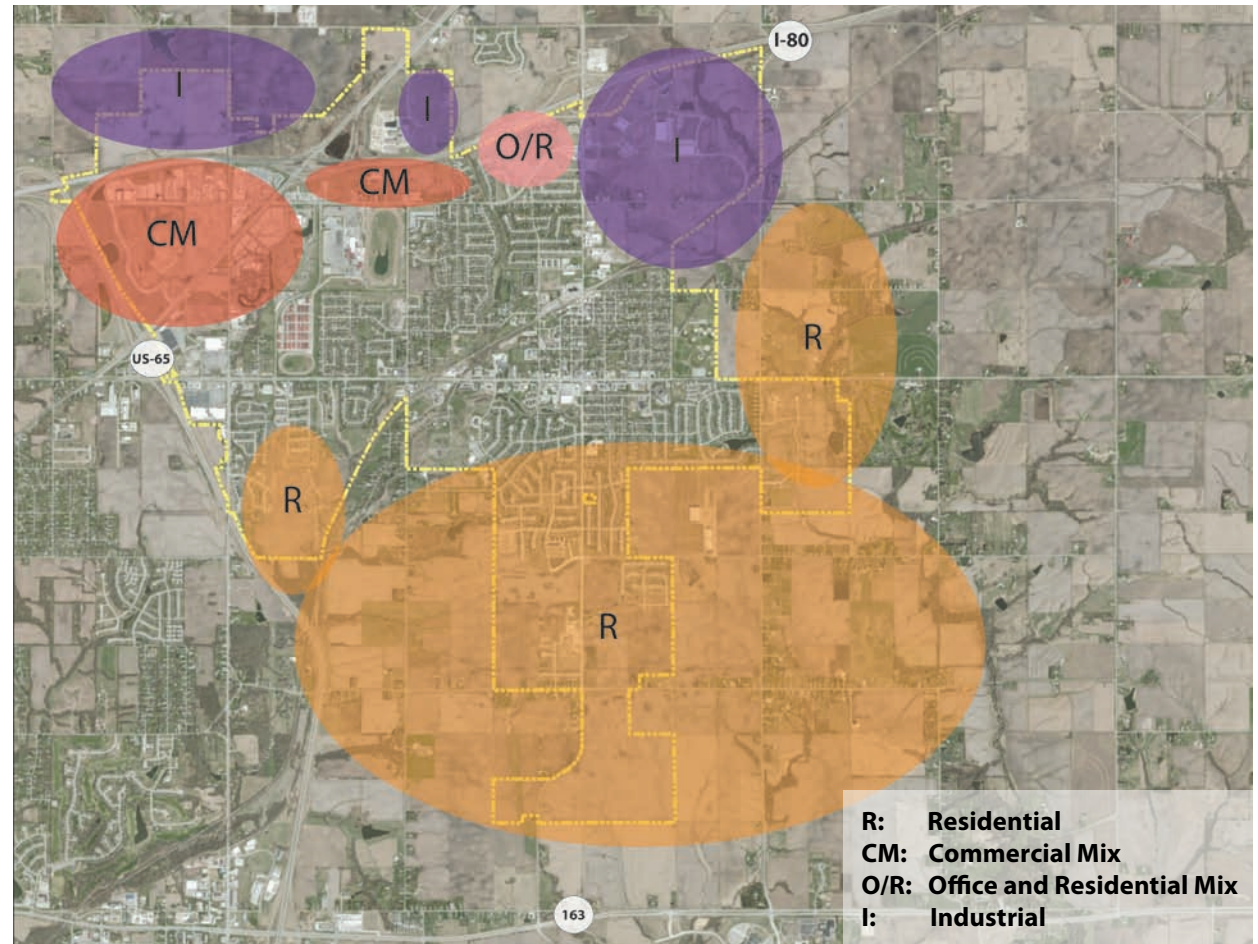 I-80
I
I
O/R
I
CM
CM
R
US-65
R
R
R: Residential
CM: Commercial Mix
O/R: Office and Residential Mix
I: Industrial
163